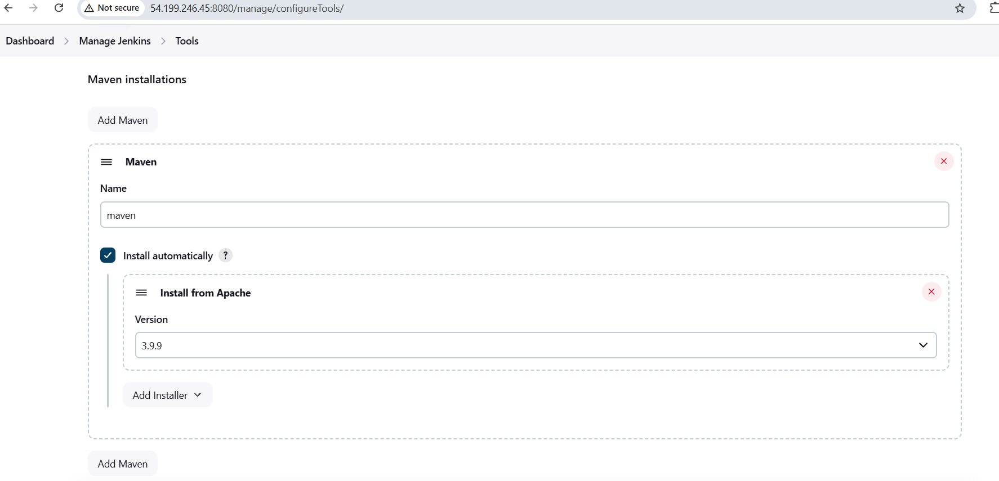 Not secure 54.199.246.45:8080/manage/configureTools/
Dashboard > Manage Jenkins > Tools
Maven installations
Add Maven
Maven
Name
maven
Install automatically ?
Install from Apache
Version
3.9.9
Add Installer
Add Maven